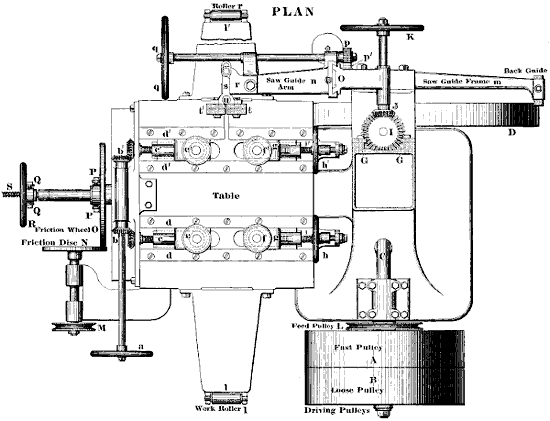 Roller r
PLAN
l'
K
q
p
p'
s
r
Saw Guide
Arm
n
O
Saw Guide Frame m
Back Guide
q
t'
t
J
D
d'
I
b'
e'
f'
h'
G
G
d'
P
S
Q
Q
R
P
Table
Friction Wheel O
Friction Disc N
b
d
d
h
C
M
Feed Pulley L
a
Fast Pulley
A
B
Loose Pulley
l
Work Roller l
Driving Pulleys